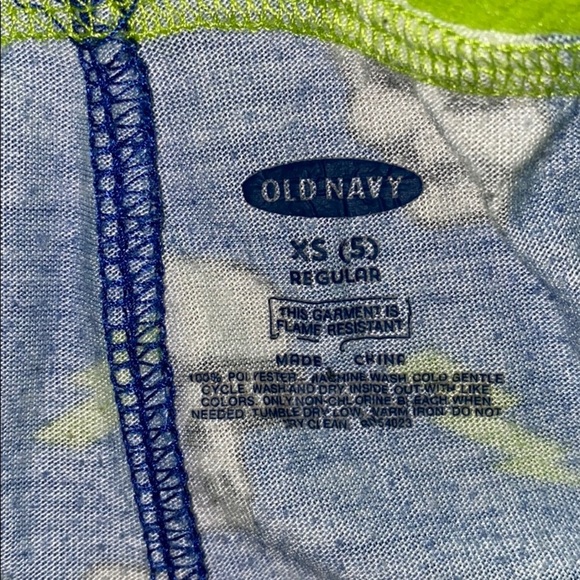 OLD NAVY
XS (5)
REGULAR
THIS GARMENT IS
FLAME RESISTANT
MADE CHINA
100% POLYESTER MACHINE WASH COLD GENTLE
CYCLE. WASH AND DRY INSIDE OUT WITH LIKE
COLORS. ONLY NON-CHLORINE BLEACH WHEN
NEEDED. TUMBLE DRY LOW. WARM IRON. DO NOT
DRY CLEAN.